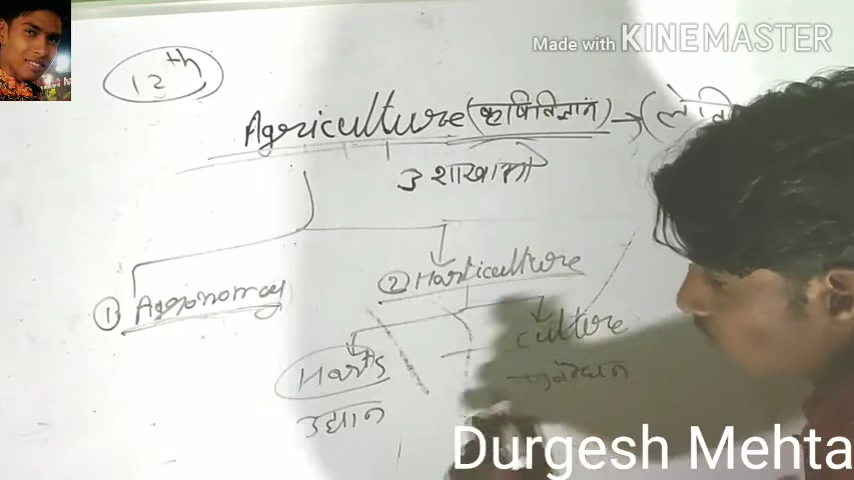 Made with KINEMASTER
12th
Agriculture (कृषि विज्ञान) → (
3 शाखाओं
① Agronomy ② Horticulture
Horts culture
उद्यान
Durgesh Mehta